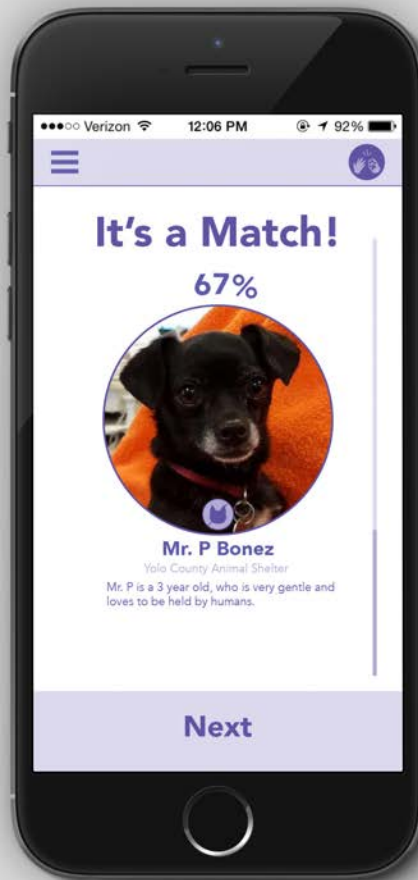 Verizon 12:06 PM 92%
It's a Match!
67%
Mr. P Bonez
Yolo County Animal Shelter
Mr. P is a 3 year old, who is very gentle and
loves to be held by humans.
Next